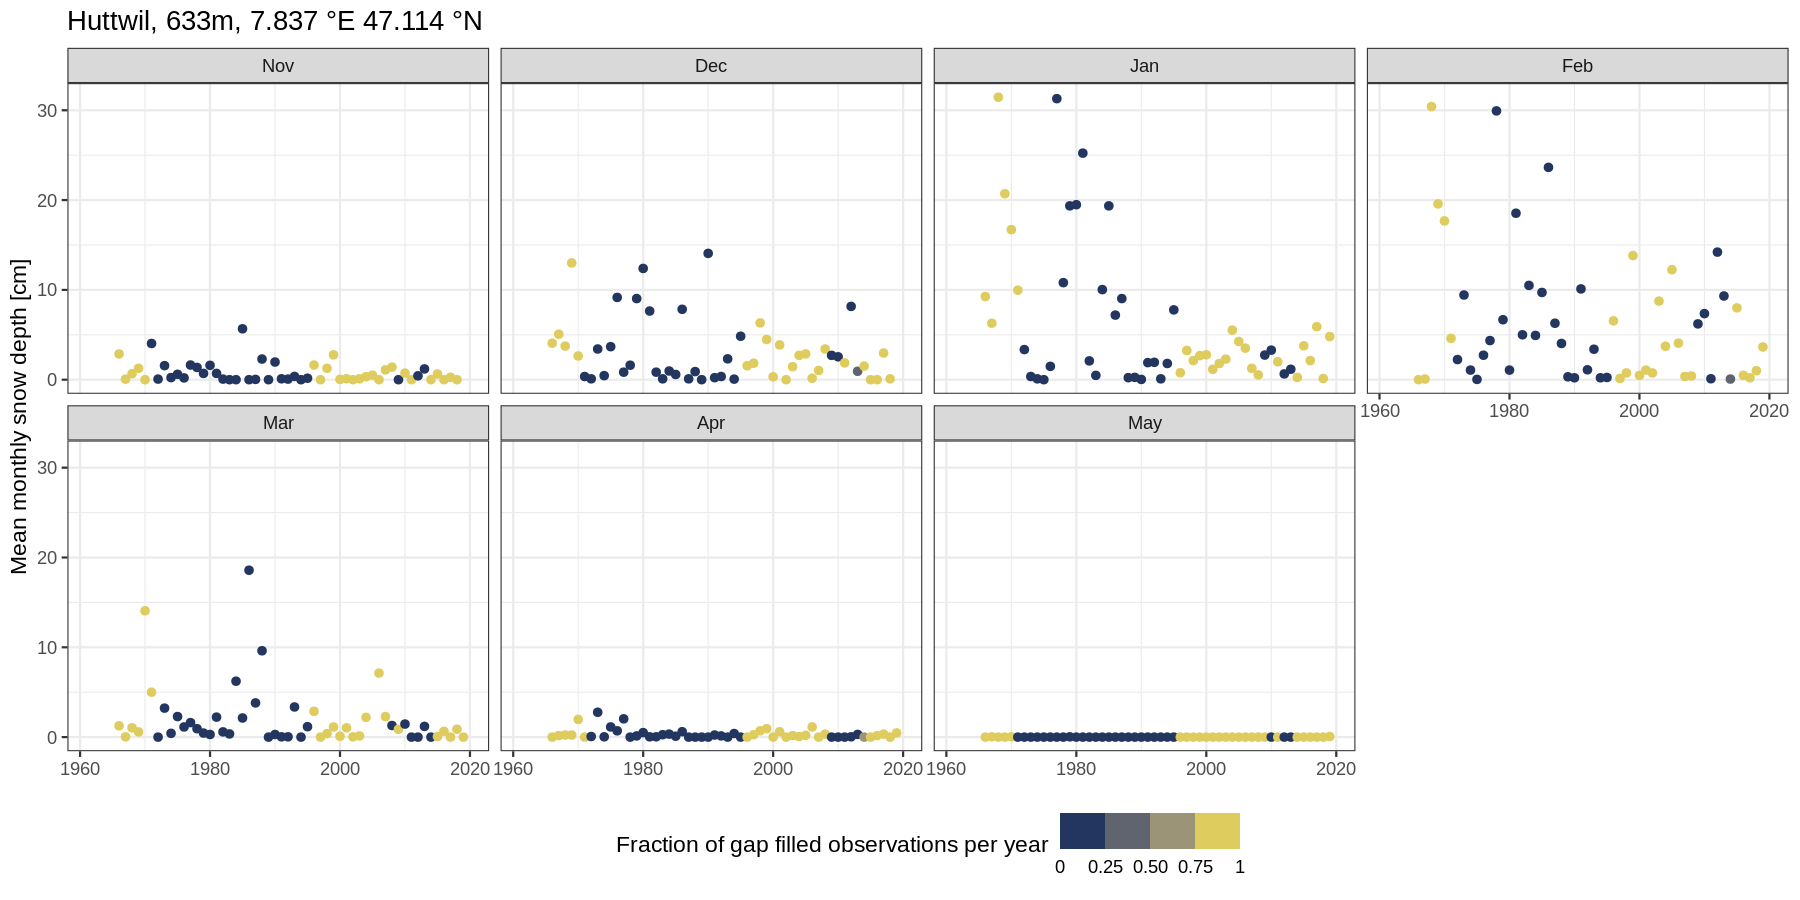 Huttwil, 633m, 7.837 °E 47.114 °N
Nov
Dec
Jan
Feb
30
20
10
0
1960 1980 2000 2020
Mean monthly snow depth [cm]
Mar
Apr
May
30
20
10
0
1960 1980 2000 2020
1960 1980 2000 2020
1960 1980 2000 2020
Fraction of gap filled observations per year
0 0.25 0.50 0.75 1